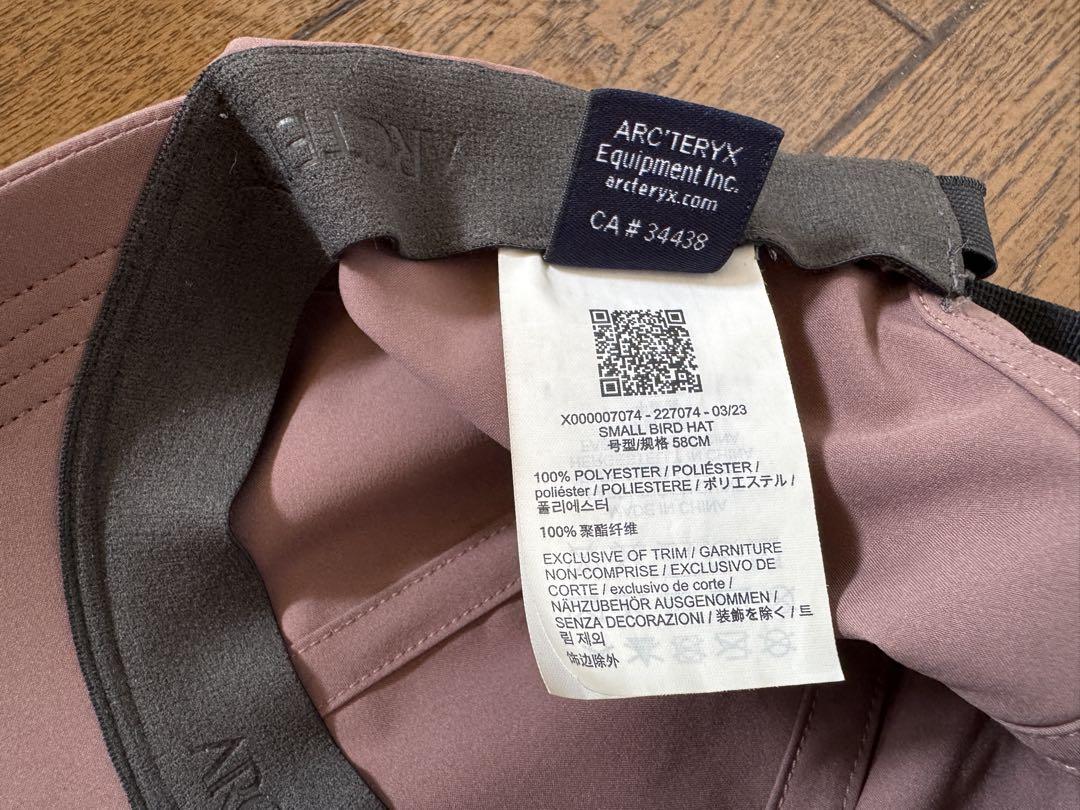 ARC'TERYX
Equipment Inc.
arcteryx.com
CA # 34438
X000007074 - 227074 - 03/23
SMALL BIRD HAT
号型/规格 58CM
100% POLYESTER / POLIÉSTER /
poliéster / POLIESTERE / ポリエステル /
폴리에스터
100% 聚酯纤维
EXCLUSIVE OF TRIM / GARNITURE
NON-COMPRISE / EXCLUSIVO DE
CORTE / exclusivo de corte /
NÄHZUBEHÖR AUSGENOMMEN /
SENZA DECORAZIONI / 装飾を除く / 트
림 제외
饰边除外
ARC